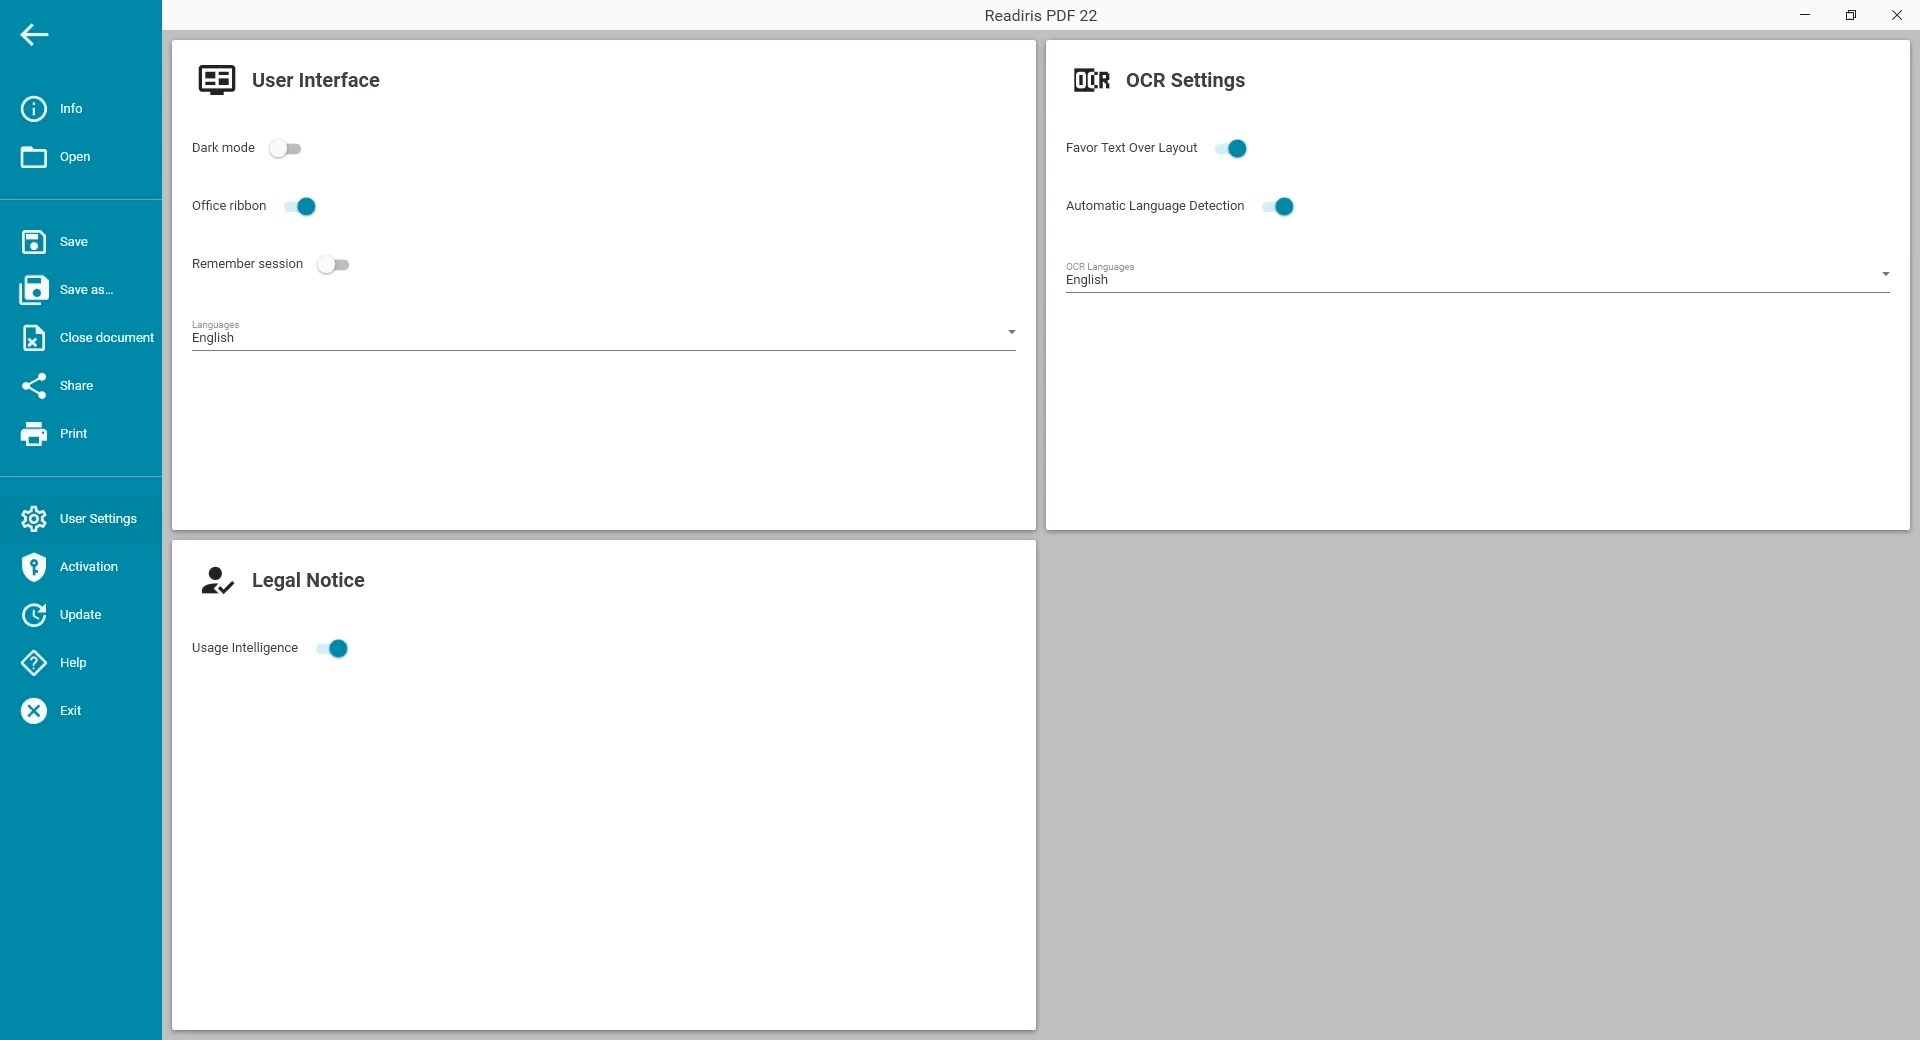 Readiris PDF 22
Info
Open
Save
Save as...
Close document
Share
Print
User Settings
Activation
Update
Help
Exit
User Interface
Dark mode
Office ribbon
Remember session
Languages
English
OCR
OCR Settings
Favor Text Over Layout
Automatic Language Detection
OCR Languages
English
Legal Notice
Usage Intelligence